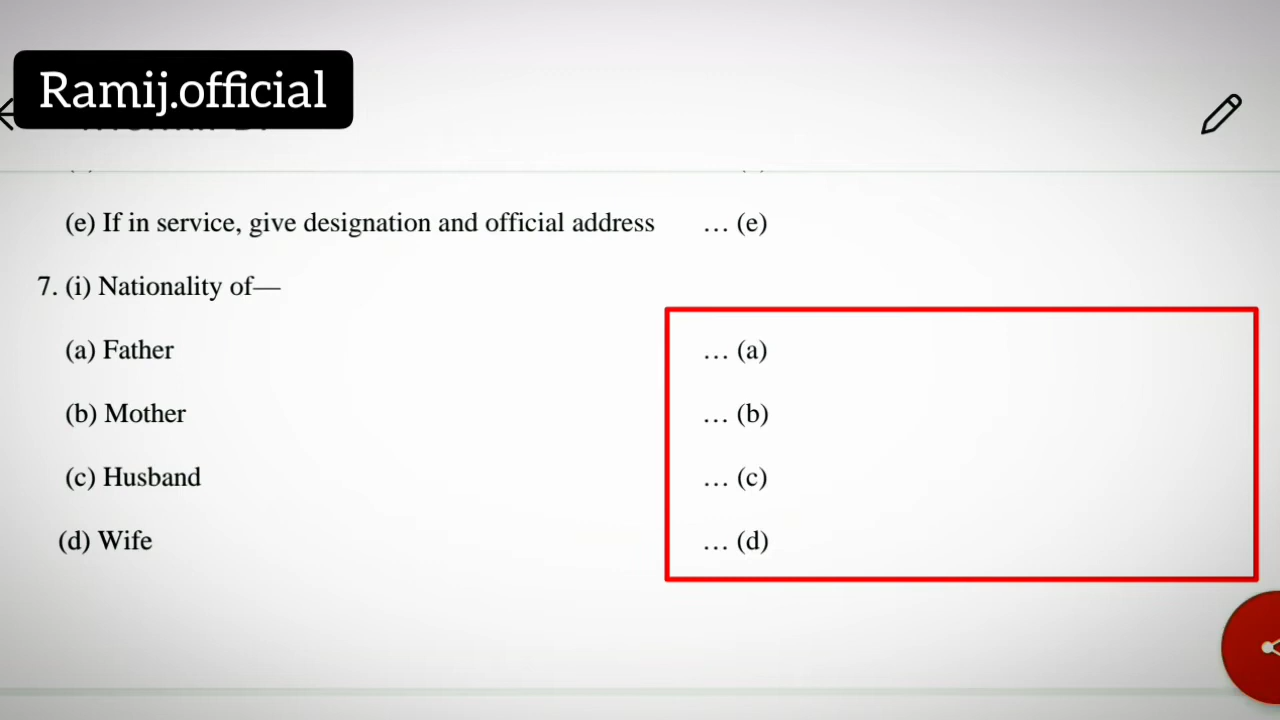 Ramij.official
(e) If in service, give designation and official address … (e)
7. (i) Nationality of—
(a) Father … (a)
(b) Mother … (b)
(c) Husband … (c)
(d) Wife … (d)